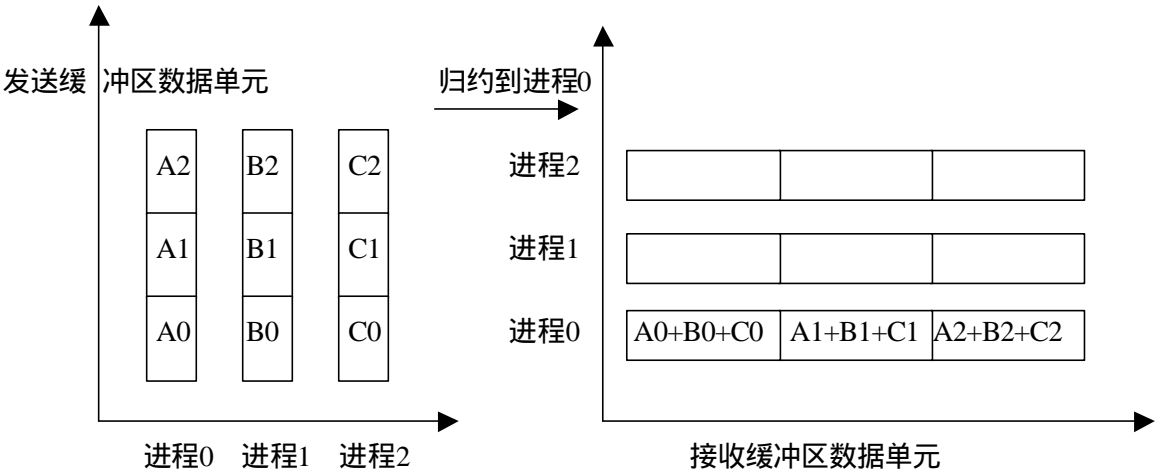 发送缓 冲区数据单元
A2 B2 C2
A1 B1 C1
A0 B0 C0
进程0 进程1 进程2
归约到进程0
进程2
进程1
进程0 A0+B0+C0 A1+B1+C1 A2+B2+C2
接收缓冲区数据单元